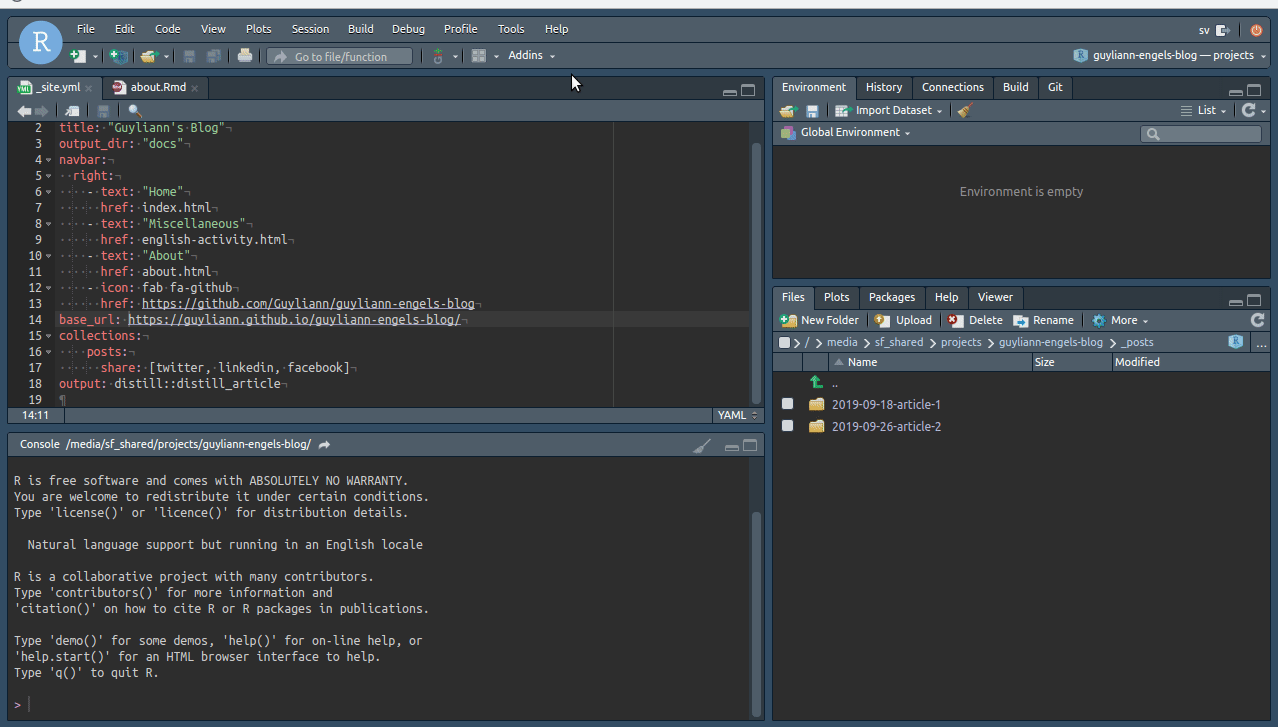 File Edit Code View Plots Session Build Debug Profile Tools Help
sv
R
Go to file/function
Addins
R guyliann-engels-blog — projects
_site.yml
about.Rmd
2 title: "Guyliann's Blog"
3 output_dir: "docs"
4 navbar:
5 right:
6 - text: "Home"
7 href: index.html
8 - text: "Miscellaneous"
9 href: english-activity.html
10 - text: "About"
11 href: about.html
12 - icon: fab fa-github
13 href: https://github.com/Guyliann/guyliann-engels-blog
14 base_url: https://guyliann.github.io/guyliann-engels-blog/
15 collections:
16 posts:
17 share: [twitter, linkedin, facebook]
18 output: distill::distill_article
19
14:11
YAML
Console /media/sf_shared/projects/guyliann-engels-blog/
R is free software and comes with ABSOLUTELY NO WARRANTY.
You are welcome to redistribute it under certain conditions.
Type 'license()' or 'licence()' for distribution details.
Natural language support but running in an English locale
R is a collaborative project with many contributors.
Type 'contributors()' for more information and
'citation()' on how to cite R or R packages in publications.
Type 'demo()' for some demos, 'help()' for on-line help, or
'help.start()' for an HTML browser interface to help.
Type 'q()' to quit R.
>
Environment History Connections Build Git
Import Dataset
List
Global Environment
Environment is empty
Files Plots Packages Help Viewer
New Folder Upload Delete Rename More
/ media sf_shared projects guyliann-engels-blog _posts
R ...
Name Size Modified
..
2019-09-18-article-1
2019-09-26-article-2